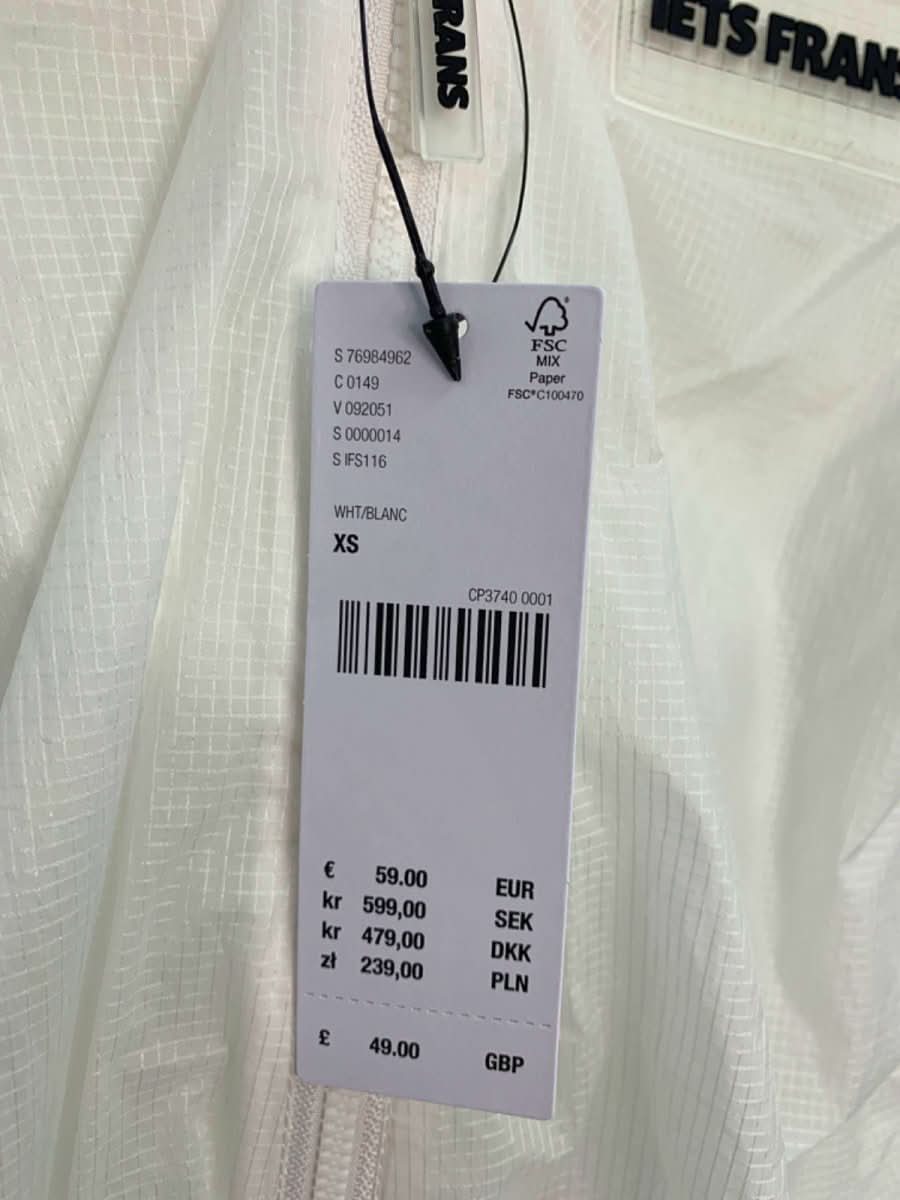 RANS
IETS FRANS
S 76984962
C 0149
V 092051
S 0000014
S IFS116
FSC
MIX
Paper
FSC® C100470
WHT/BLANC
XS
CP3740 0001
€ 59.00 EUR
kr 599,00 SEK
kr 479,00 DKK
zł 239,00 PLN
£ 49.00 GBP